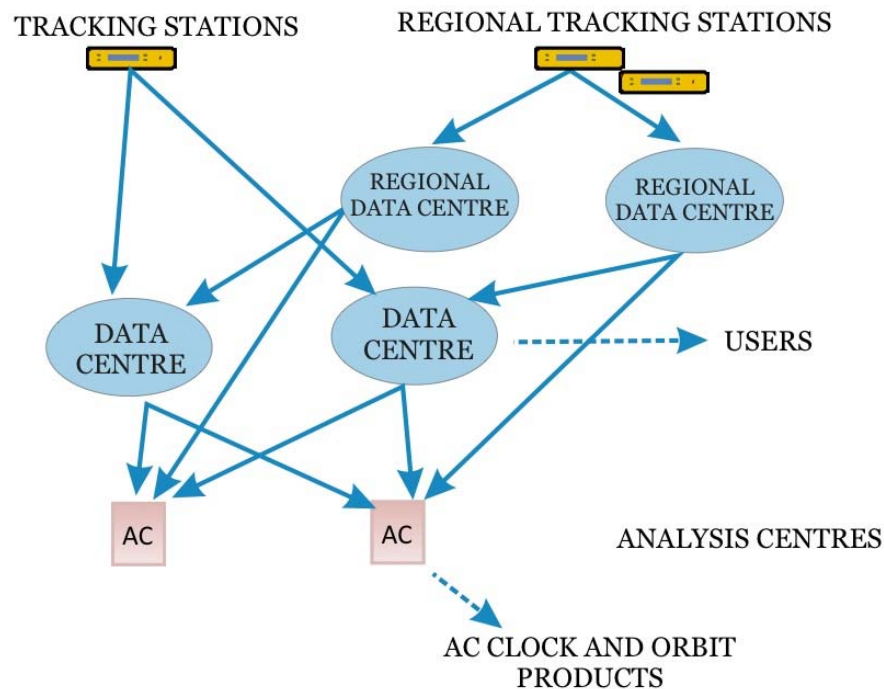 TRACKING STATIONS
REGIONAL TRACKING STATIONS
REGIONAL
DATA CENTRE
REGIONAL
DATA CENTRE
DATA
CENTRE
DATA
CENTRE
USERS
AC
AC
ANALYSIS CENTRES
AC CLOCK AND ORBIT
PRODUCTS